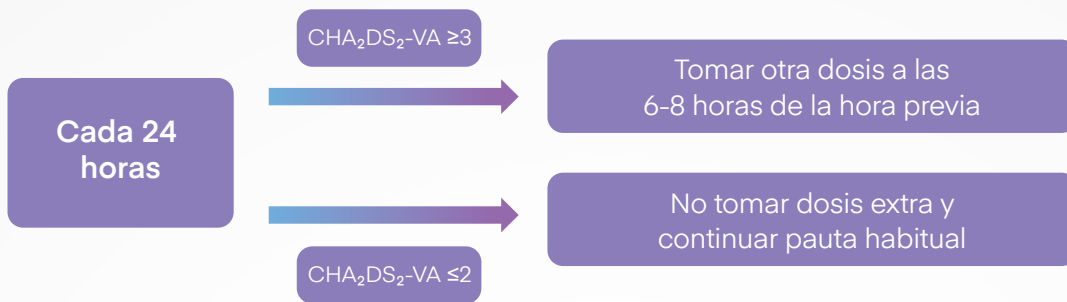 CHA₂DS₂-VA ≥3
Tomar otra dosis a las
6-8 horas de la hora previa
Cada 24
horas
No tomar dosis extra y
continuar pauta habitual
CHA₂DS₂-VA ≤2